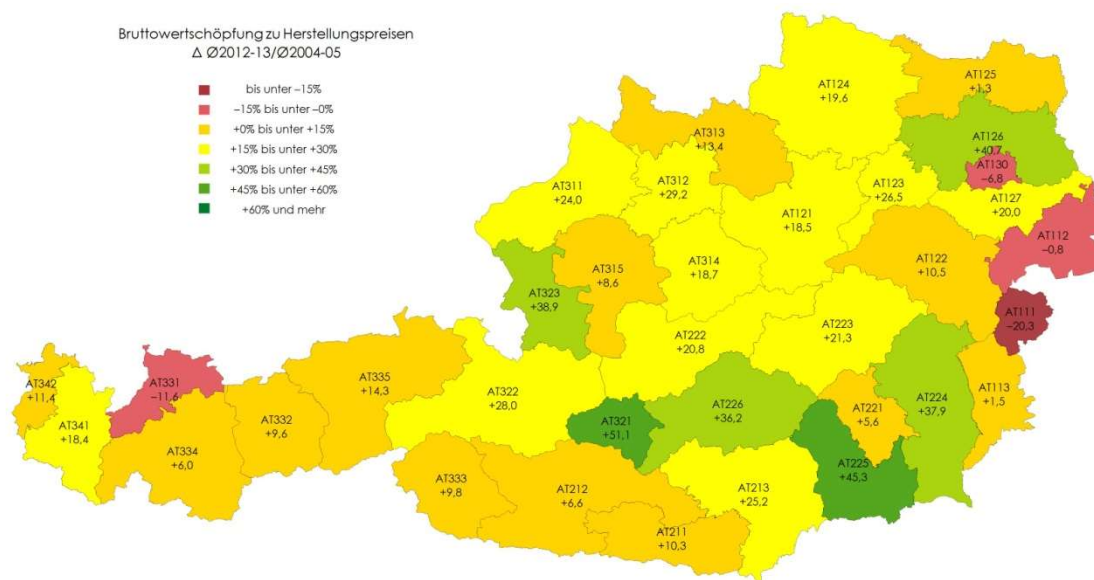 Bruttowertschöpfung zu Herstellungspreisen
Δ Ø2012-13/Ø2004-05
bis unter –15%
–15% bis unter –0%
+0% bis unter +15%
+15% bis unter +30%
+30% bis unter +45%
+45% bis unter +60%
+60% und mehr
AT124
+19,6
AT125
+1,3
AT313
+13,4
AT126
+40,7
AT130
–6,8
AT311
+24,0
AT312
+29,2
AT123
+26,5
AT127
+20,0
AT121
+18,5
AT112
–0,8
AT314
+18,7
AT122
+10,5
AT315
+8,6
AT323
+38,9
AT111
–20,3
AT222
+20,8
AT223
+21,3
AT342
+11,4
AT331
–11,6
AT335
+14,3
AT322
+28,0
AT113
+1,5
AT224
+37,9
AT341
+18,4
AT332
+9,6
AT321
+51,1
AT226
+36,2
AT221
+5,6
AT334
+6,0
AT225
+45,3
AT333
+9,8
AT212
+6,6
AT213
+25,2
AT211
+10,3